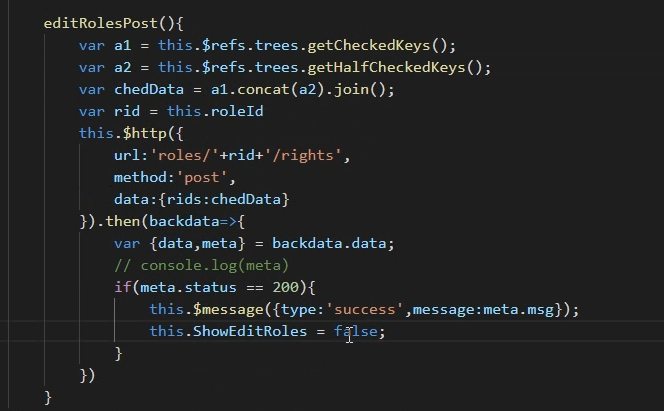 editRolesPost(){
var a1 = this.$refs.trees.getCheckedKeys();
var a2 = this.$refs.trees.getHalfCheckedKeys();
var chedData = a1.concat(a2).join();
var rid = this.roleId
this.$http({
url:'roles/'+rid+'/rights',
method:'post',
data:{rids:chedData}
}).then(backdata=>{
var {data,meta} = backdata.data;
// console.log(meta)
if(meta.status == 200){
this.$message({type:'success',message:meta.msg});
this.ShowEditRoles = false;
}
})
}